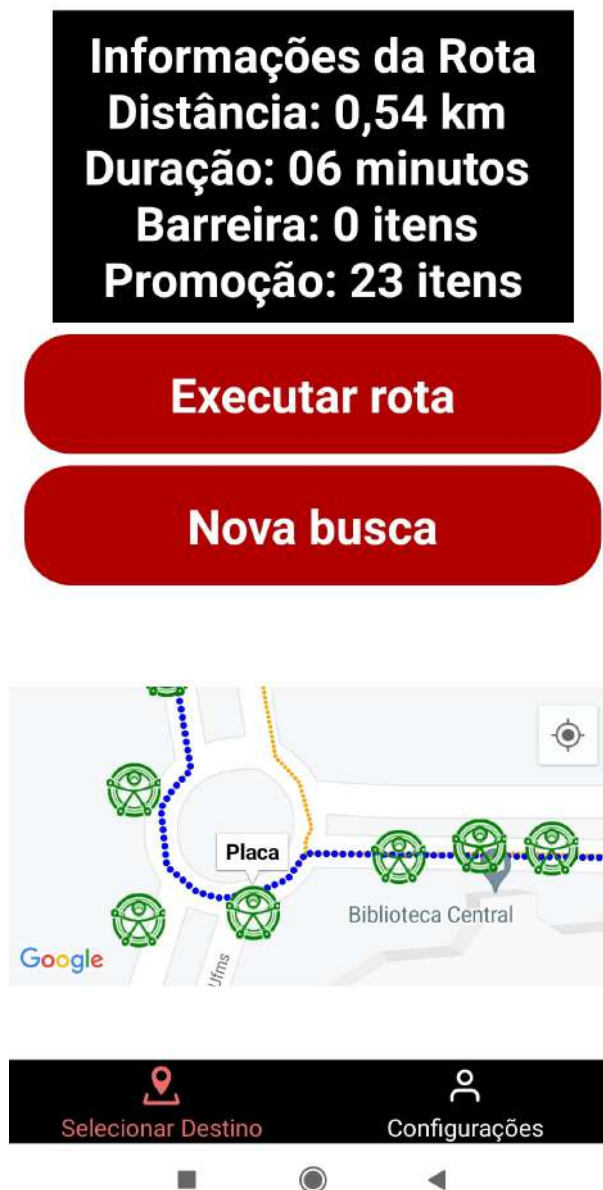 Informações da Rota
Distância: 0,54 km
Duração: 06 minutos
Barreira: 0 itens
Promoção: 23 itens
Executar rota
Nova busca
Placa
Biblioteca Central
Google
Ufms
Selecionar Destino
Configurações